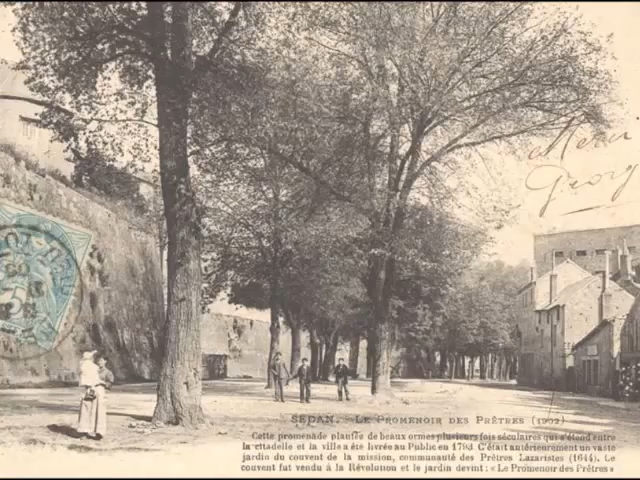 Merci
Georg
SEDAN. - LE PROMENOIR DES PRÊTRES (1902)
Cette promenade plantée de beaux ormes plusieurs fois séculaires qui s'étend entre
la citadelle et la ville a été livrée au Public en 1793 C'était antérieurement un vaste
jardin du couvent de la mission, communauté des Prêtres Lazaristes (1644). Ce
couvent fut vendu à la Révolution et le jardin devint : « Le Promenoir des Prêtres »